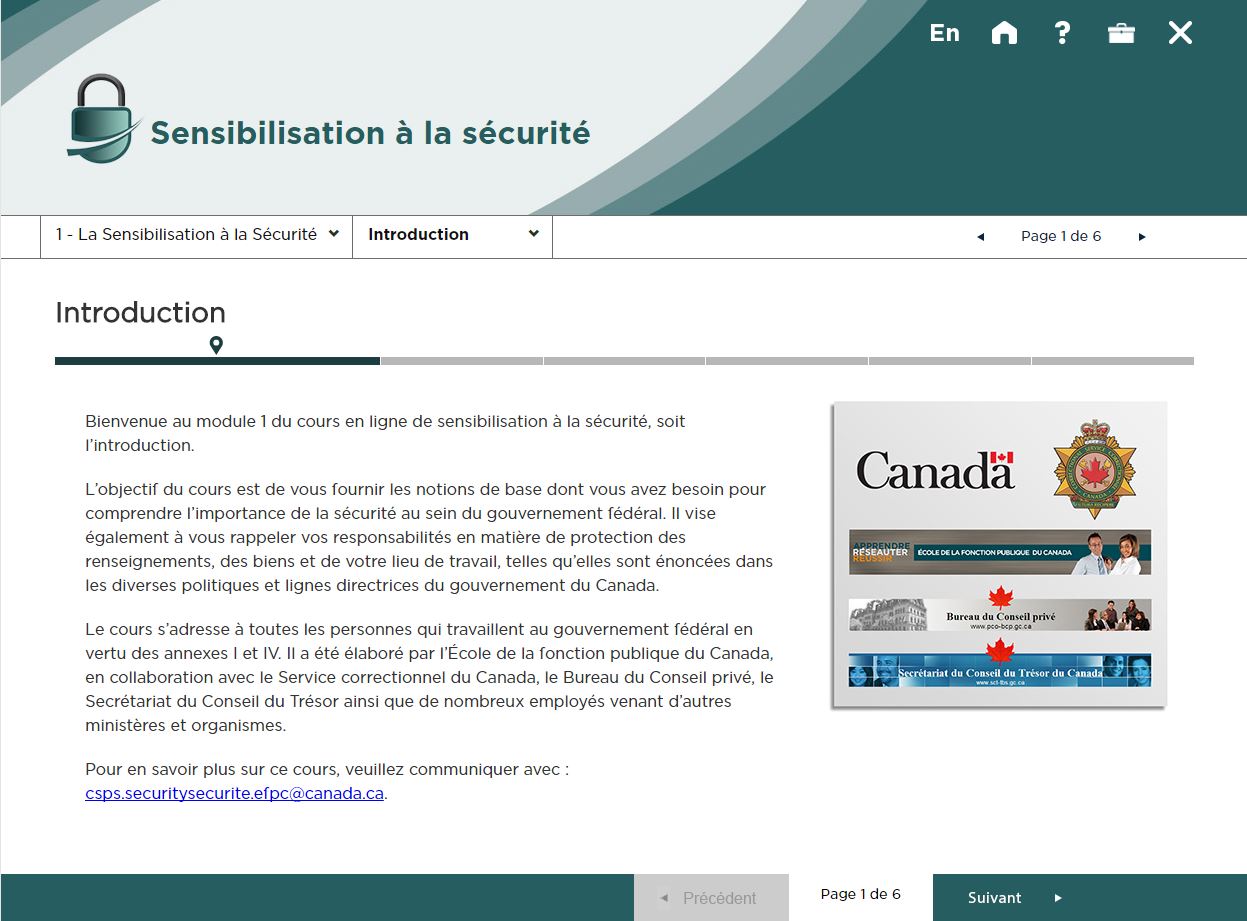 En
Sensibilisation à la sécurité
1 - La Sensibilisation à la Sécurité
Introduction
Page 1 de 6
Introduction
Bienvenue au module 1 du cours en ligne de sensibilisation à la sécurité, soit
l’introduction.
L’objectif du cours est de vous fournir les notions de base dont vous avez besoin pour
comprendre l’importance de la sécurité au sein du gouvernement fédéral. Il vise
également à vous rappeler vos responsabilités en matière de protection des
renseignements, des biens et de votre lieu de travail, telles qu’elles sont énoncées dans
les diverses politiques et lignes directrices du gouvernement du Canada.
Le cours s’adresse à toutes les personnes qui travaillent au gouvernement fédéral en
vertu des annexes I et IV. Il a été élaboré par l’École de la fonction publique du Canada,
en collaboration avec le Service correctionnel du Canada, le Bureau du Conseil privé, le
Secrétariat du Conseil du Trésor ainsi que de nombreux employés venant d’autres
ministères et organismes.
Pour en savoir plus sur ce cours, veuillez communiquer avec :
csps.securitysecurite.efpc@canada.ca.
Canada
APPRENDRE
RÉSEAUTER
RÉUSSIR
ÉCOLE DE LA FONCTION PUBLIQUE DU CANADA
Bureau du Conseil privé
www.pco-bcp.gc.ca
Secrétariat du Conseil du Trésor du Canada
www.sct-tbs.gc.ca
Précédent
Page 1 de 6
Suivant